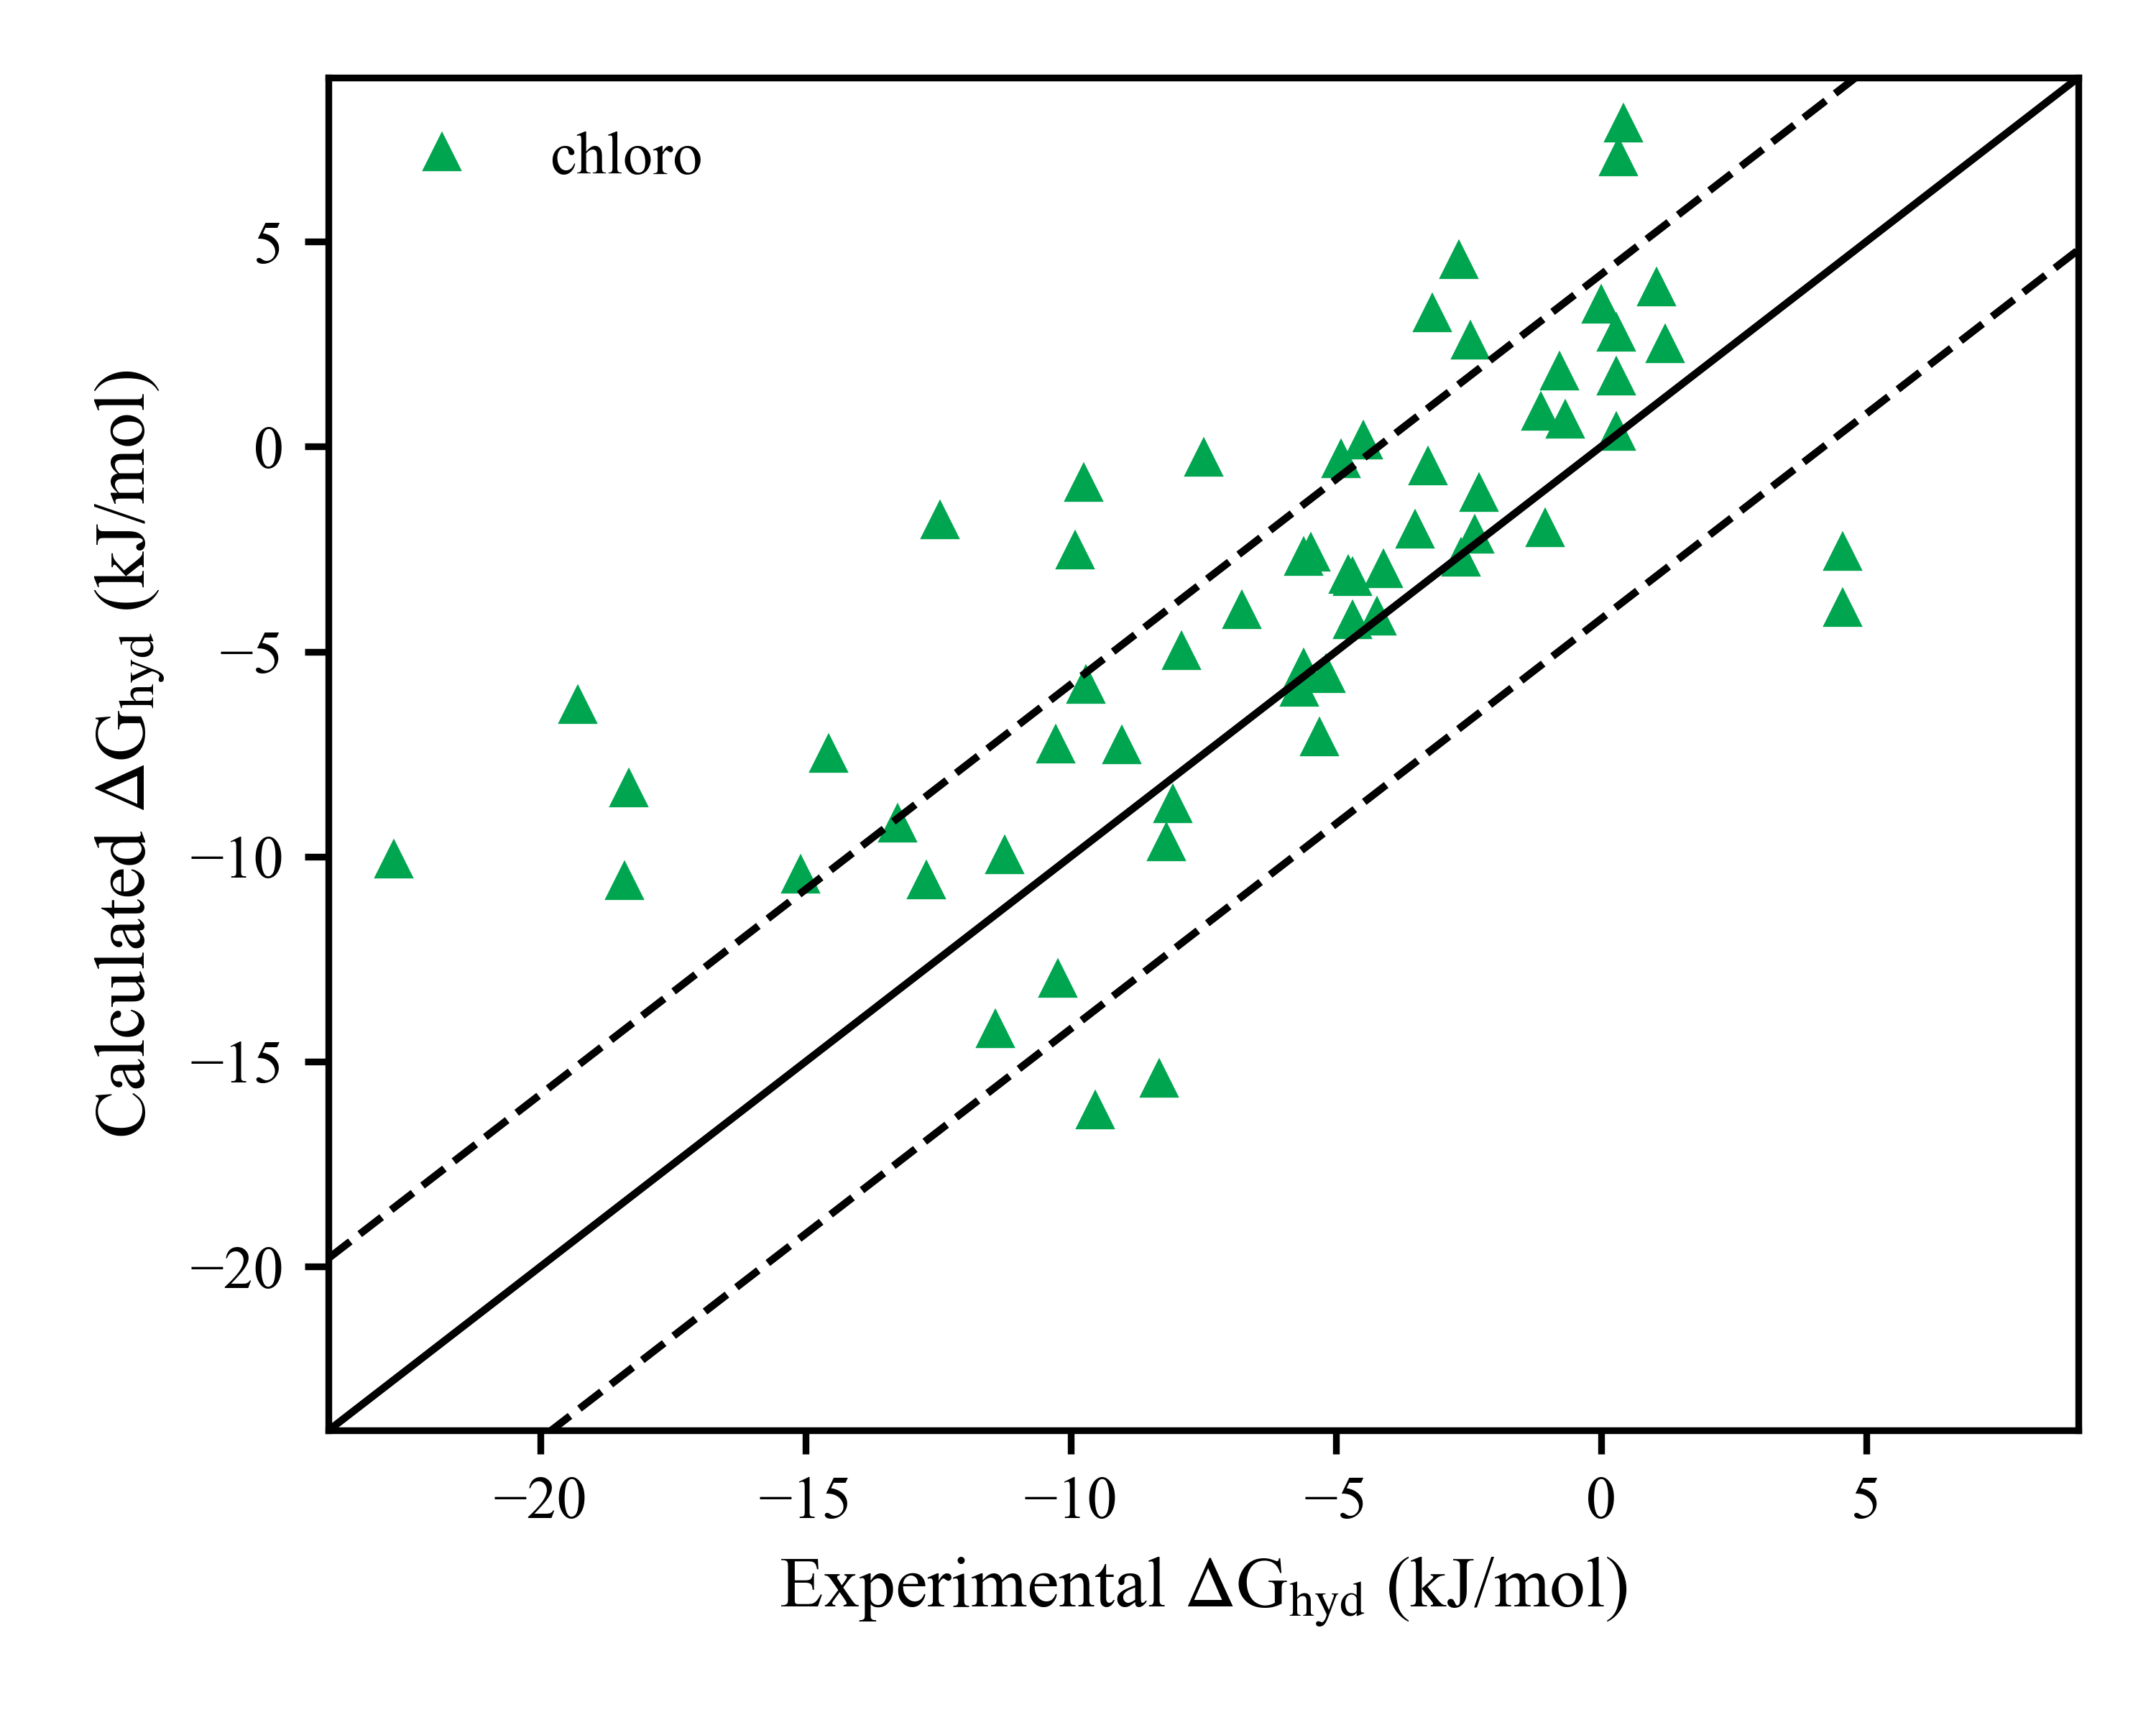 chloro
5
0
−5
−10
−15
−20
Calculated ΔGhyd (kJ/mol)
−20 −15 −10 −5 0 5
Experimental ΔGhyd (kJ/mol)